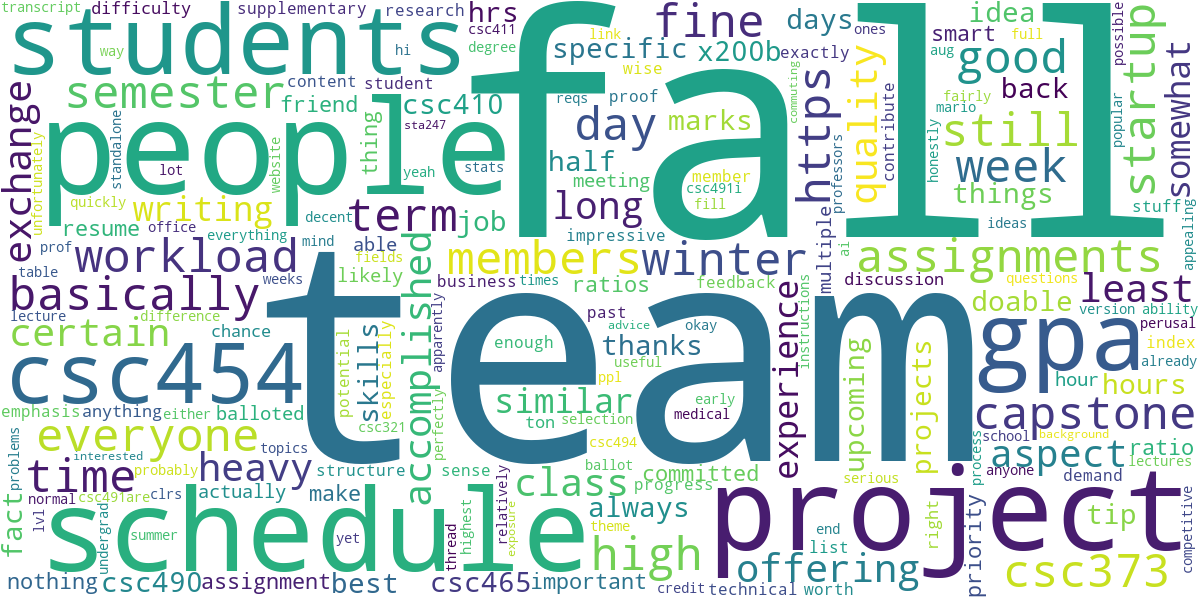 transcript
difficulty
supplementary
research
hrs
fine
days
idea
students
fall
csc411
link
ones
way
hi
degree
specific
x200b
exactly
smart
good
startup
possible
semester
content
student
wise
https
quality
full
back
somewhat
exchange
friend
csc410
reqs
proof
commuting
aug
fairly
unfortunately
people
thing
sta247
day
marks
contribute
mario
still
popular
standalone
website
lot
yeah
stats
half
honestly
week
quickly
meeting
member
csc491i
professors
things
writing
decent
term
job
long
fill
stuff
resume
office
everything
impressive
multiple
ai
ideas
appealing
prof
workload
mind
able
accomplished
members
winter
assignments
table
weeks
fields
likely
business
times
ratios
feedback
discussion
questions
least
basically
lecture
difference
potential
skills
especially
apparently
past
experience
instructions
doable
version
ability
certain
chance
advice
okay
thanks
upcoming
projects
gpa
perusal
index
already
csc454
team
enough
useful
hour
hours
emphasis
anything
either
balloted
ppl
similar
early
capstone
everyone
csc321
perfectly
ton
selection
medical
process
school
background
problems
topics
csc494
aspect
ratio
interested
time
probably
heavy
structure
sense
ballot
committed
serious
anyone
lectures
fact
lvl
normal
csc491are
clrs
actually
make
class
progress
demand
competitive
schedule
relatively
always
project
priority
tip
undergrad
summer
yet
thread
highest
exposure
theme
high
end
list
right
offering
csc373
nothing
csc490
assignment
best
csc465
important
credit
technical
worth